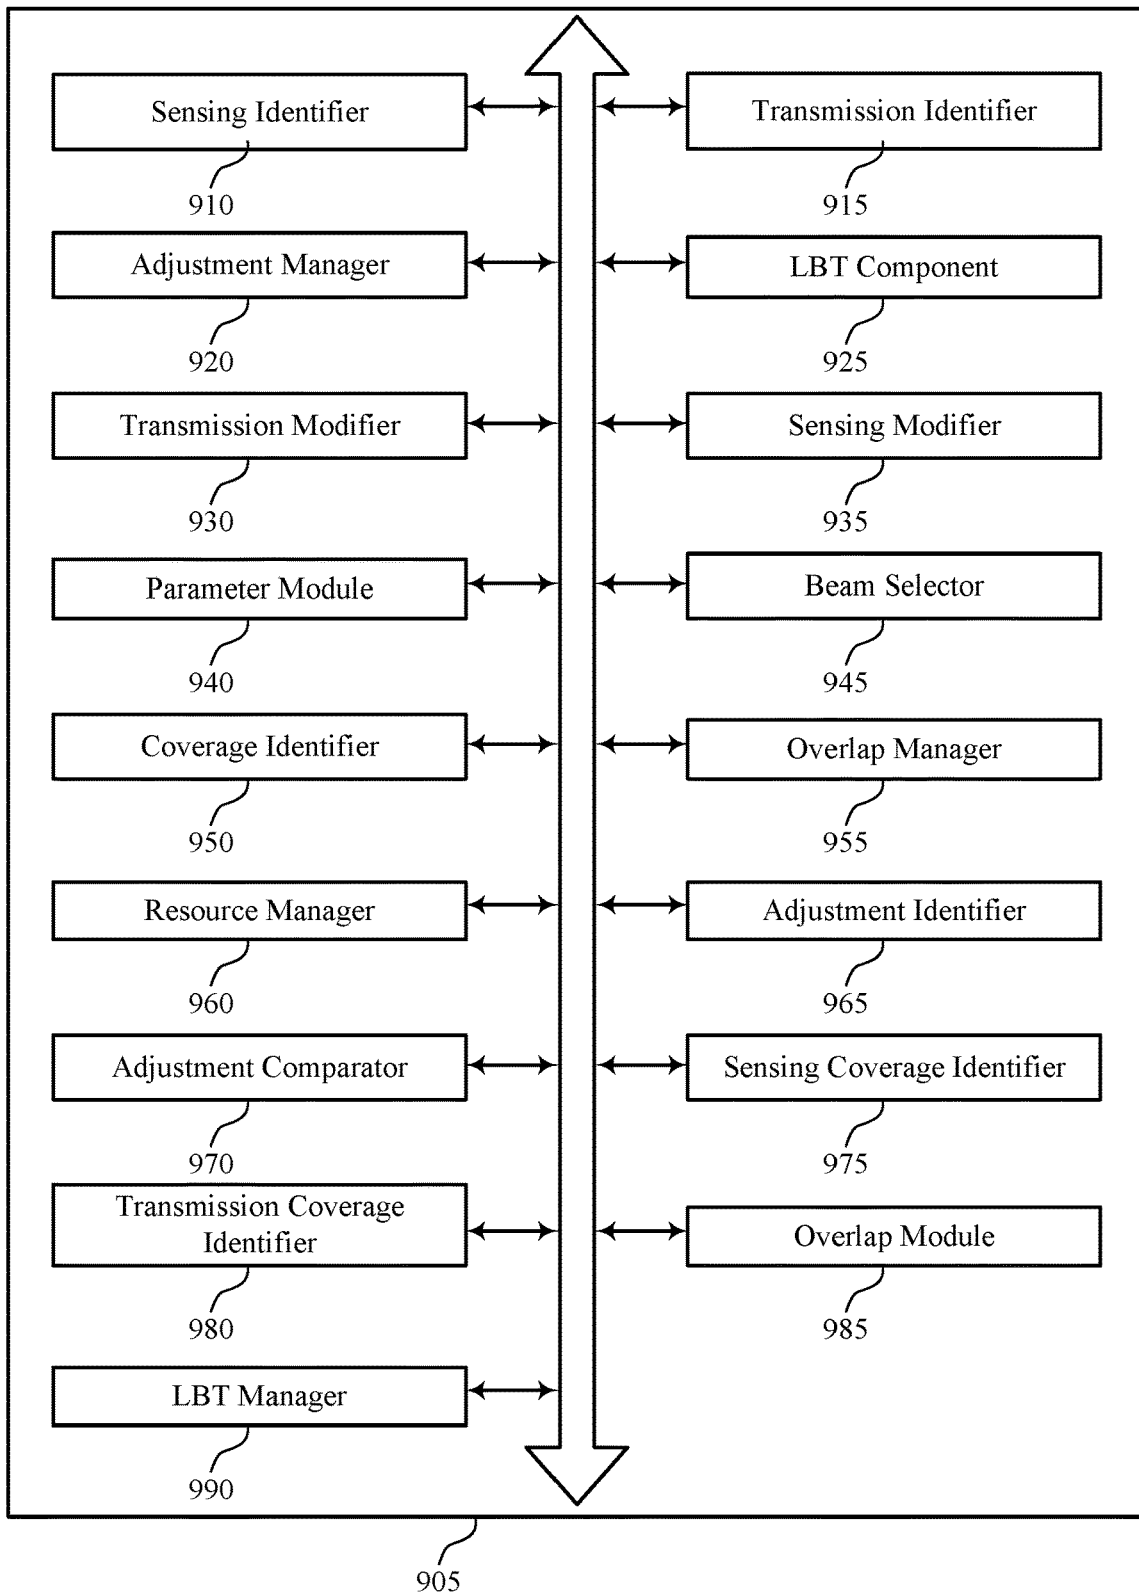 Sensing Identifier
Transmission Identifier
910
915
Adjustment Manager
LBT Component
920
925
Transmission Modifier
Sensing Modifier
930
935
Parameter Module
Beam Selector
940
945
Coverage Identifier
Overlap Manager
950
955
Resource Manager
Adjustment Identifier
960
965
Adjustment Comparator
Sensing Coverage Identifier
970
975
Transmission Coverage
Identifier
Overlap Module
980
985
LBT Manager
990
905